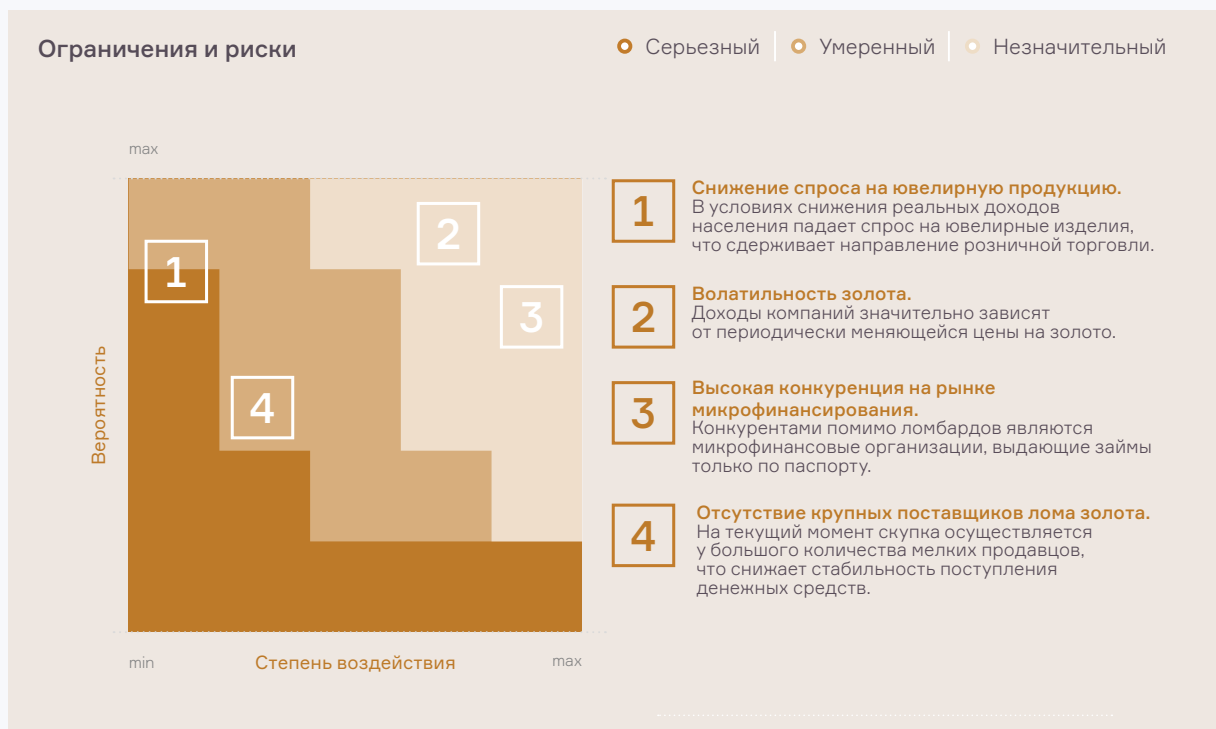 Ограничения и риски
Серьезный
Умеренный
Незначительный
max
1
2
3
4
Вероятность
min
Степень воздействия
max
1
Снижение спроса на ювелирную продукцию.
В условиях снижения реальных доходов
населения падает спрос на ювелирные изделия,
что сдерживает направление розничной торговли.
2
Волатильность золота.
Доходы компаний значительно зависят
от периодически меняющейся цены на золото.
3
Высокая конкуренция на рынке
микрофинансирования.
Конкурентами помимо ломбардов являются
микрофинансовые организации, выдающие займы
только по паспорту.
4
Отсутствие крупных поставщиков лома золота.
На текущий момент скупка осуществляется
у большого количества мелких продавцов,
что снижает стабильность поступления
денежных средств.